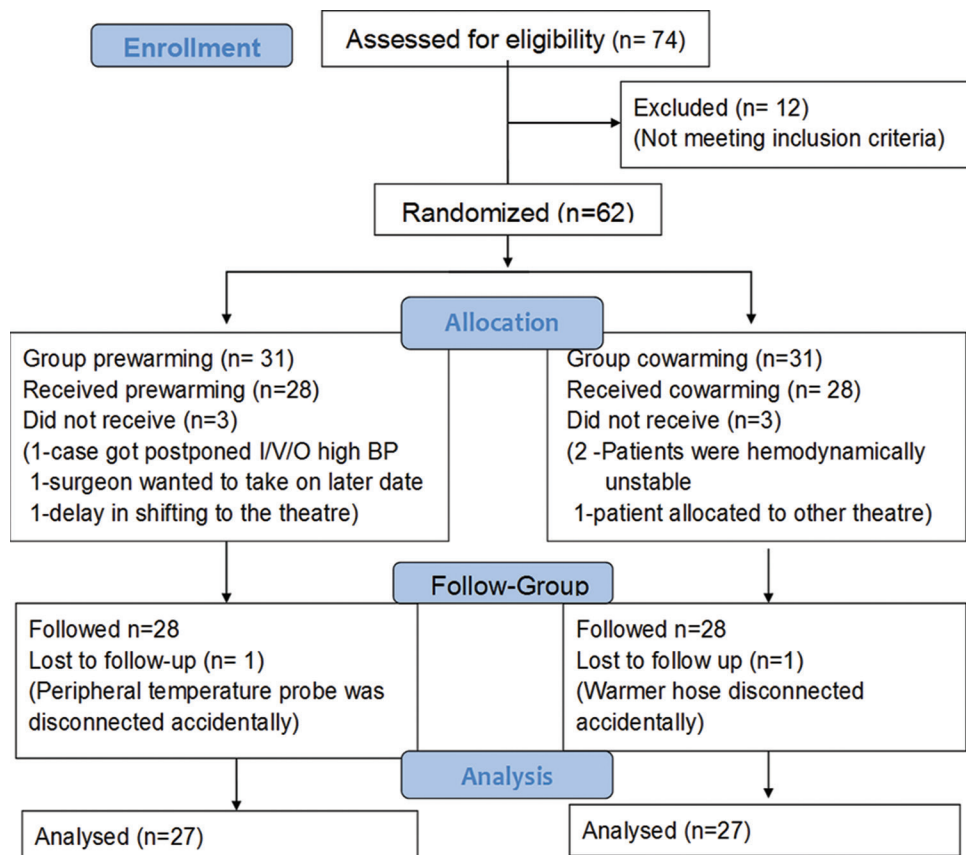 Enrollment
Assessed for eligibility (n= 74)
Excluded (n= 12)
(Not meeting inclusion criteria)
Randomized (n=62)
Allocation
Group prewarming (n= 31)
Received prewarming (n=28)
Did not receive (n=3)
(1-case got postponed I/V/O high BP
1-surgeon wanted to take on later date
1-delay in shifting to the theatre)
Group cowarming (n=31)
Received cowarming (n= 28)
Did not receive (n=3)
(2 -Patients were hemodynamically
unstable
1-patient allocated to other theatre)
Follow-Group
Followed n=28
Lost to follow-up (n= 1)
(Peripheral temperature probe was
disconnected accidentally)
Followed n=28
Lost to follow up (n=1)
(Warmer hose disconnected
accidentally)
Analysis
Analysed (n=27)
Analysed (n=27)